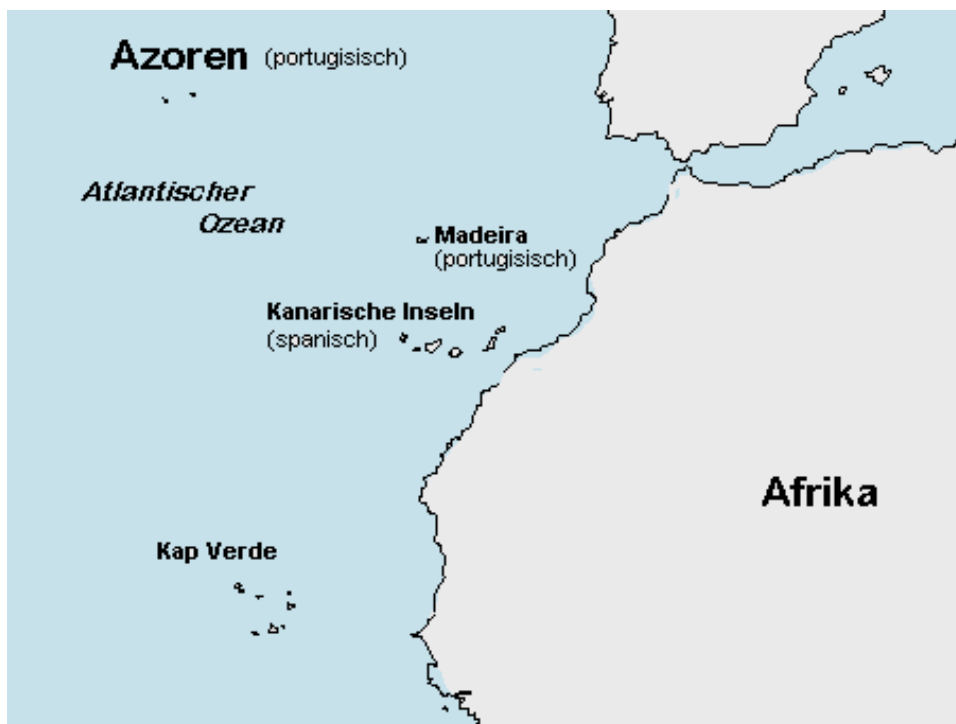 Azoren (portugisisch)
Atlantischer
Ozean
Madeira
(portugisisch)
Kanarische Inseln
(spanisch)
Afrika
Kap Verde